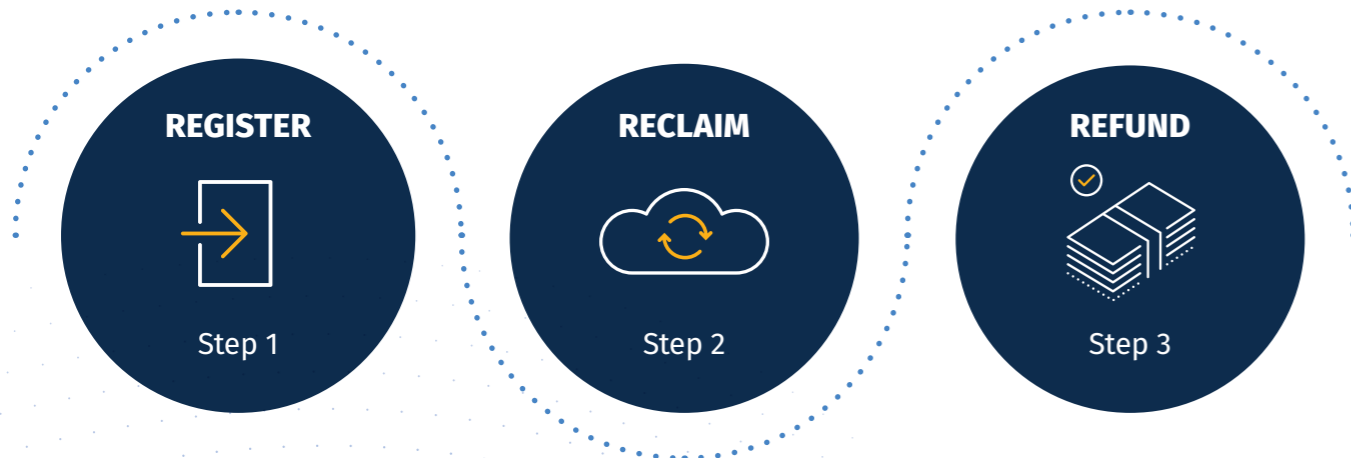 REGISTER
Step 1
RECLAIM
Step 2
REFUND
Step 3